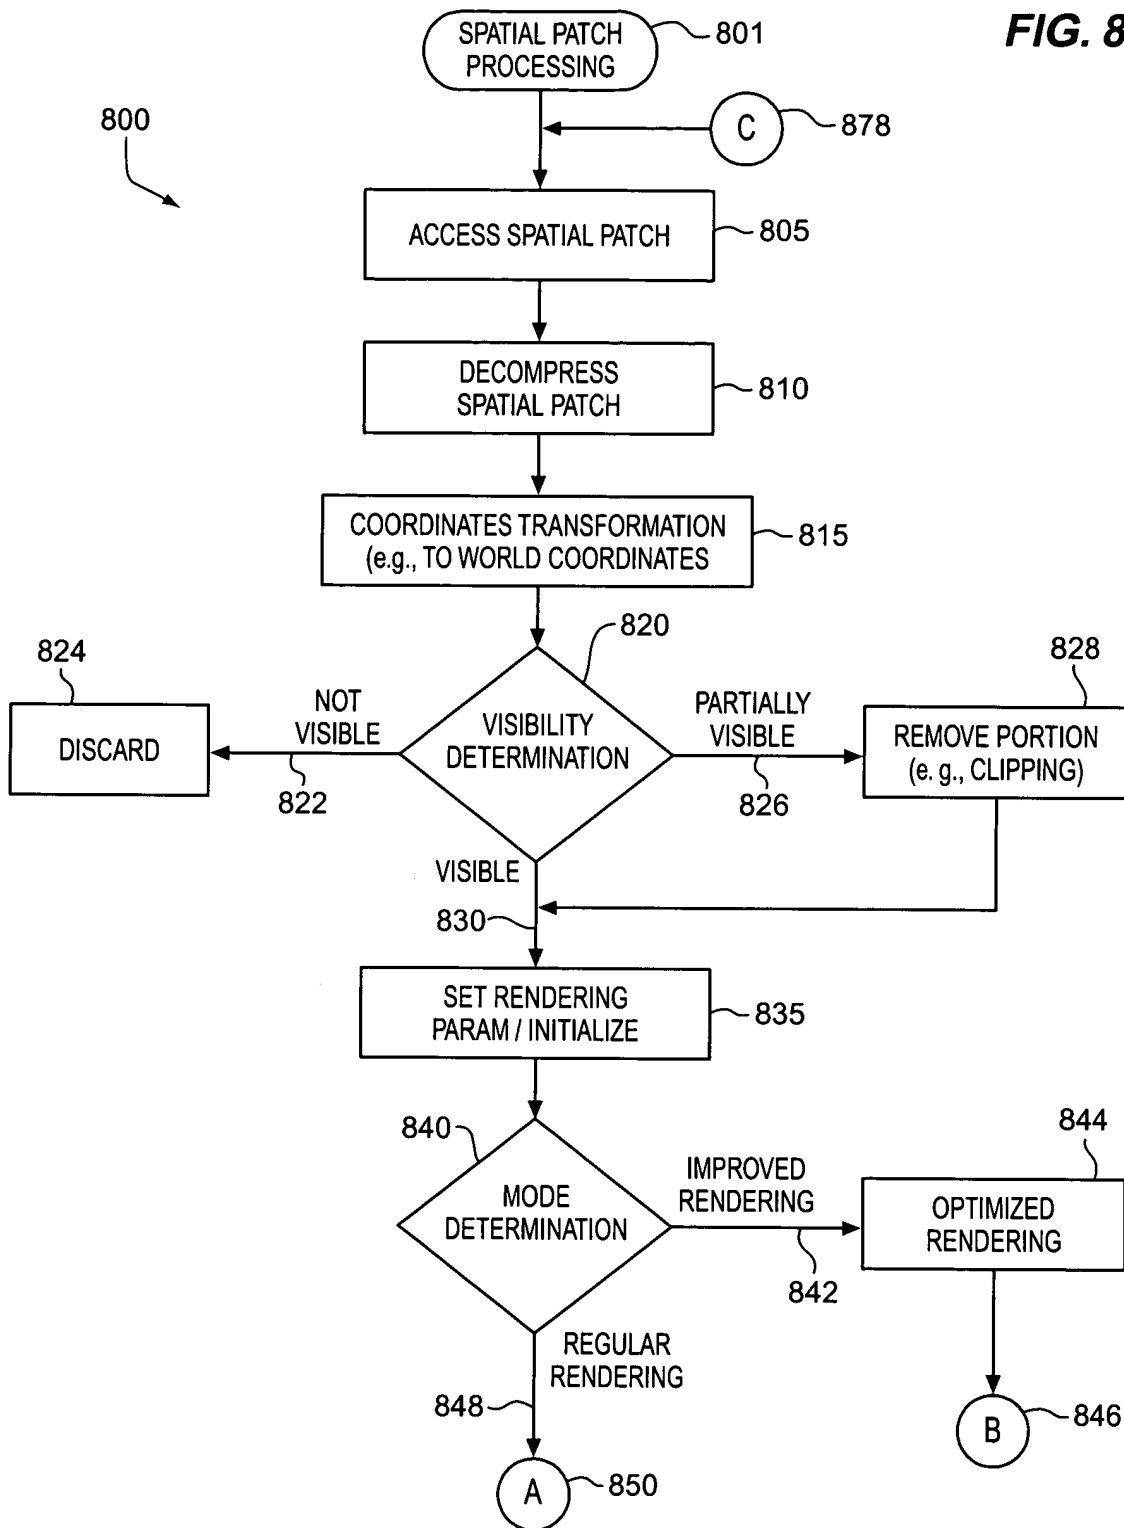 FIG. 8
SPATIAL PATCH
PROCESSING
801
800
C
878
ACCESS SPATIAL PATCH
805
DECOMPRESS
SPATIAL PATCH
810
COORDINATES TRANSFORMATION
(e.g., TO WORLD COORDINATES
815
820
824
828
NOT
VISIBLE
PARTIALLY
VISIBLE
DISCARD
VISIBILITY
DETERMINATION
REMOVE PORTION
(e. g., CLIPPING)
822
826
VISIBLE
830
SET RENDERING
PARAM / INITIALIZE
835
840
844
IMPROVED
RENDERING
MODE
DETERMINATION
OPTIMIZED
RENDERING
842
REGULAR
RENDERING
848
B
846
A
850